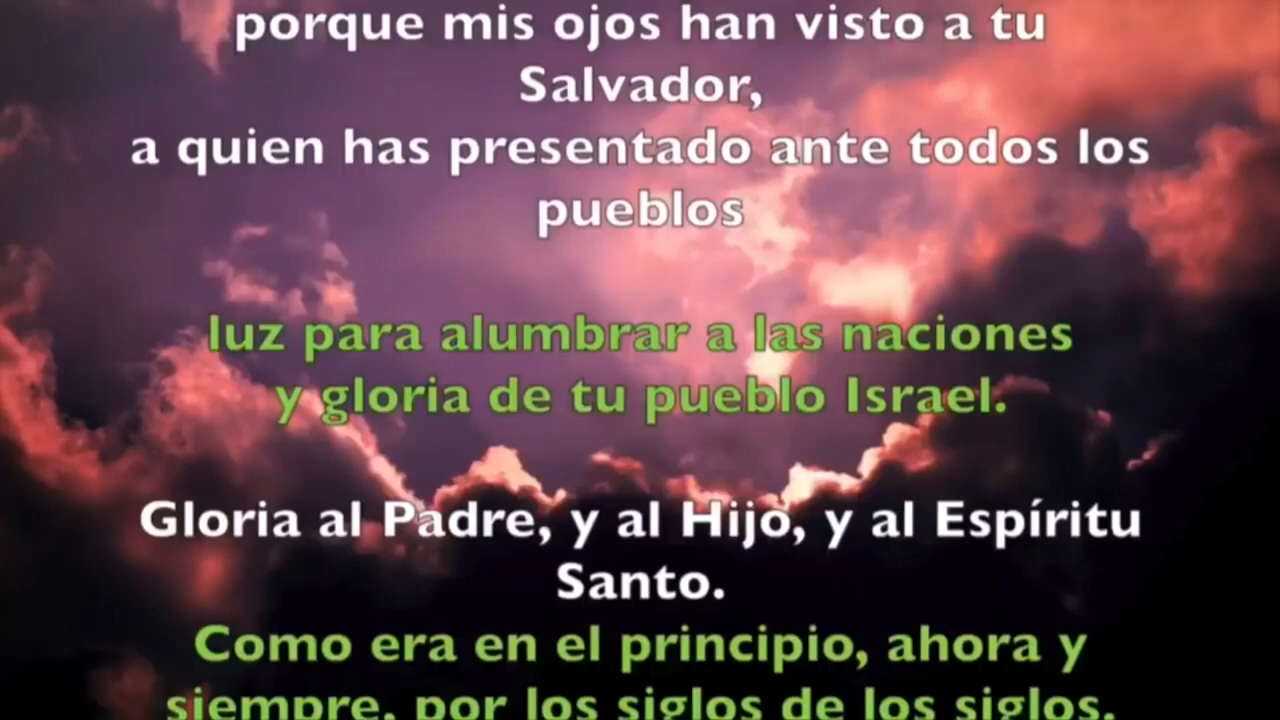 porque mis ojos han visto a tu
Salvador,
a quien has presentado ante todos los
pueblos
luz para alumbrar a las naciones
y gloria de tu pueblo Israel.
Gloria al Padre, y al Hijo, y al Espíritu
Santo.
Como era en el principio, ahora y
siempre, por los siglos de los siglos.